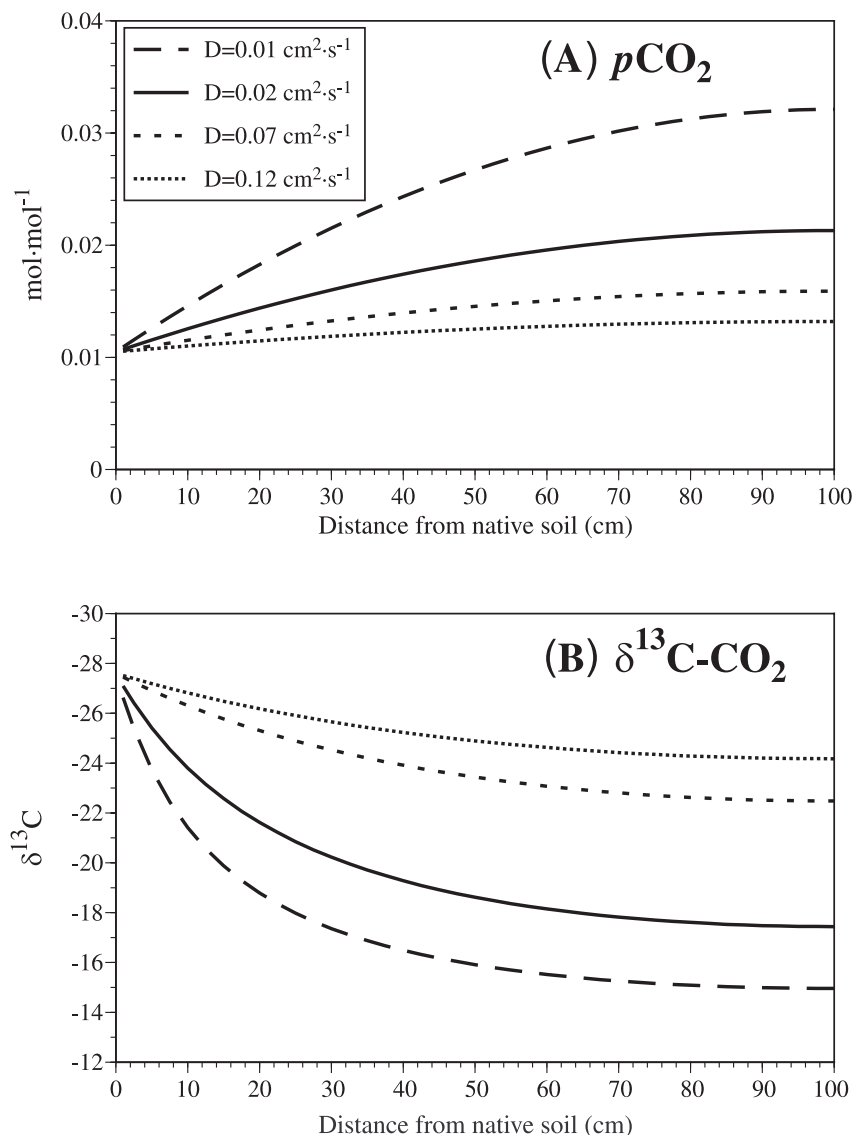 0.04
D=0.01 cm²·s⁻¹
(A) pCO₂
D=0.02 cm²·s⁻¹
0.03
D=0.07 cm²·s⁻¹
D=0.12 cm²·s⁻¹
mol·mol⁻¹
0.02
0.01
0
0 10 20 30 40 50 60 70 80 90 100
Distance from native soil (cm)
-30
(B) δ¹³C-CO₂
-28
-26
-24
δ¹³C
-22
-20
-18
-16
-14
-12
0 10 20 30 40 50 60 70 80 90 100
Distance from native soil (cm)